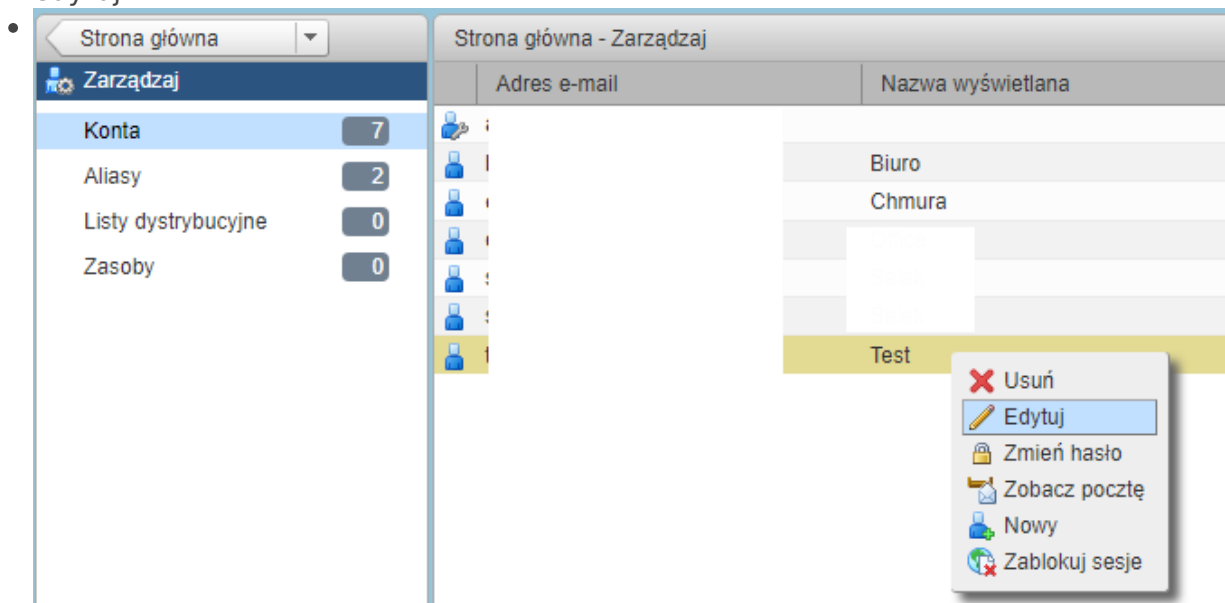 Strona główna
Strona główna - Zarządzaj
Zarządzaj
Adres e-mail
Nazwa wyświetlana
Konta 7
Aliasy 2
Listy dystrybucyjne 0
Zasoby 0
Biuro
Chmura
Test
Usuń
Edytuj
Zmień hasło
Zobacz pocztę
Nowy
Zablokuj sesje